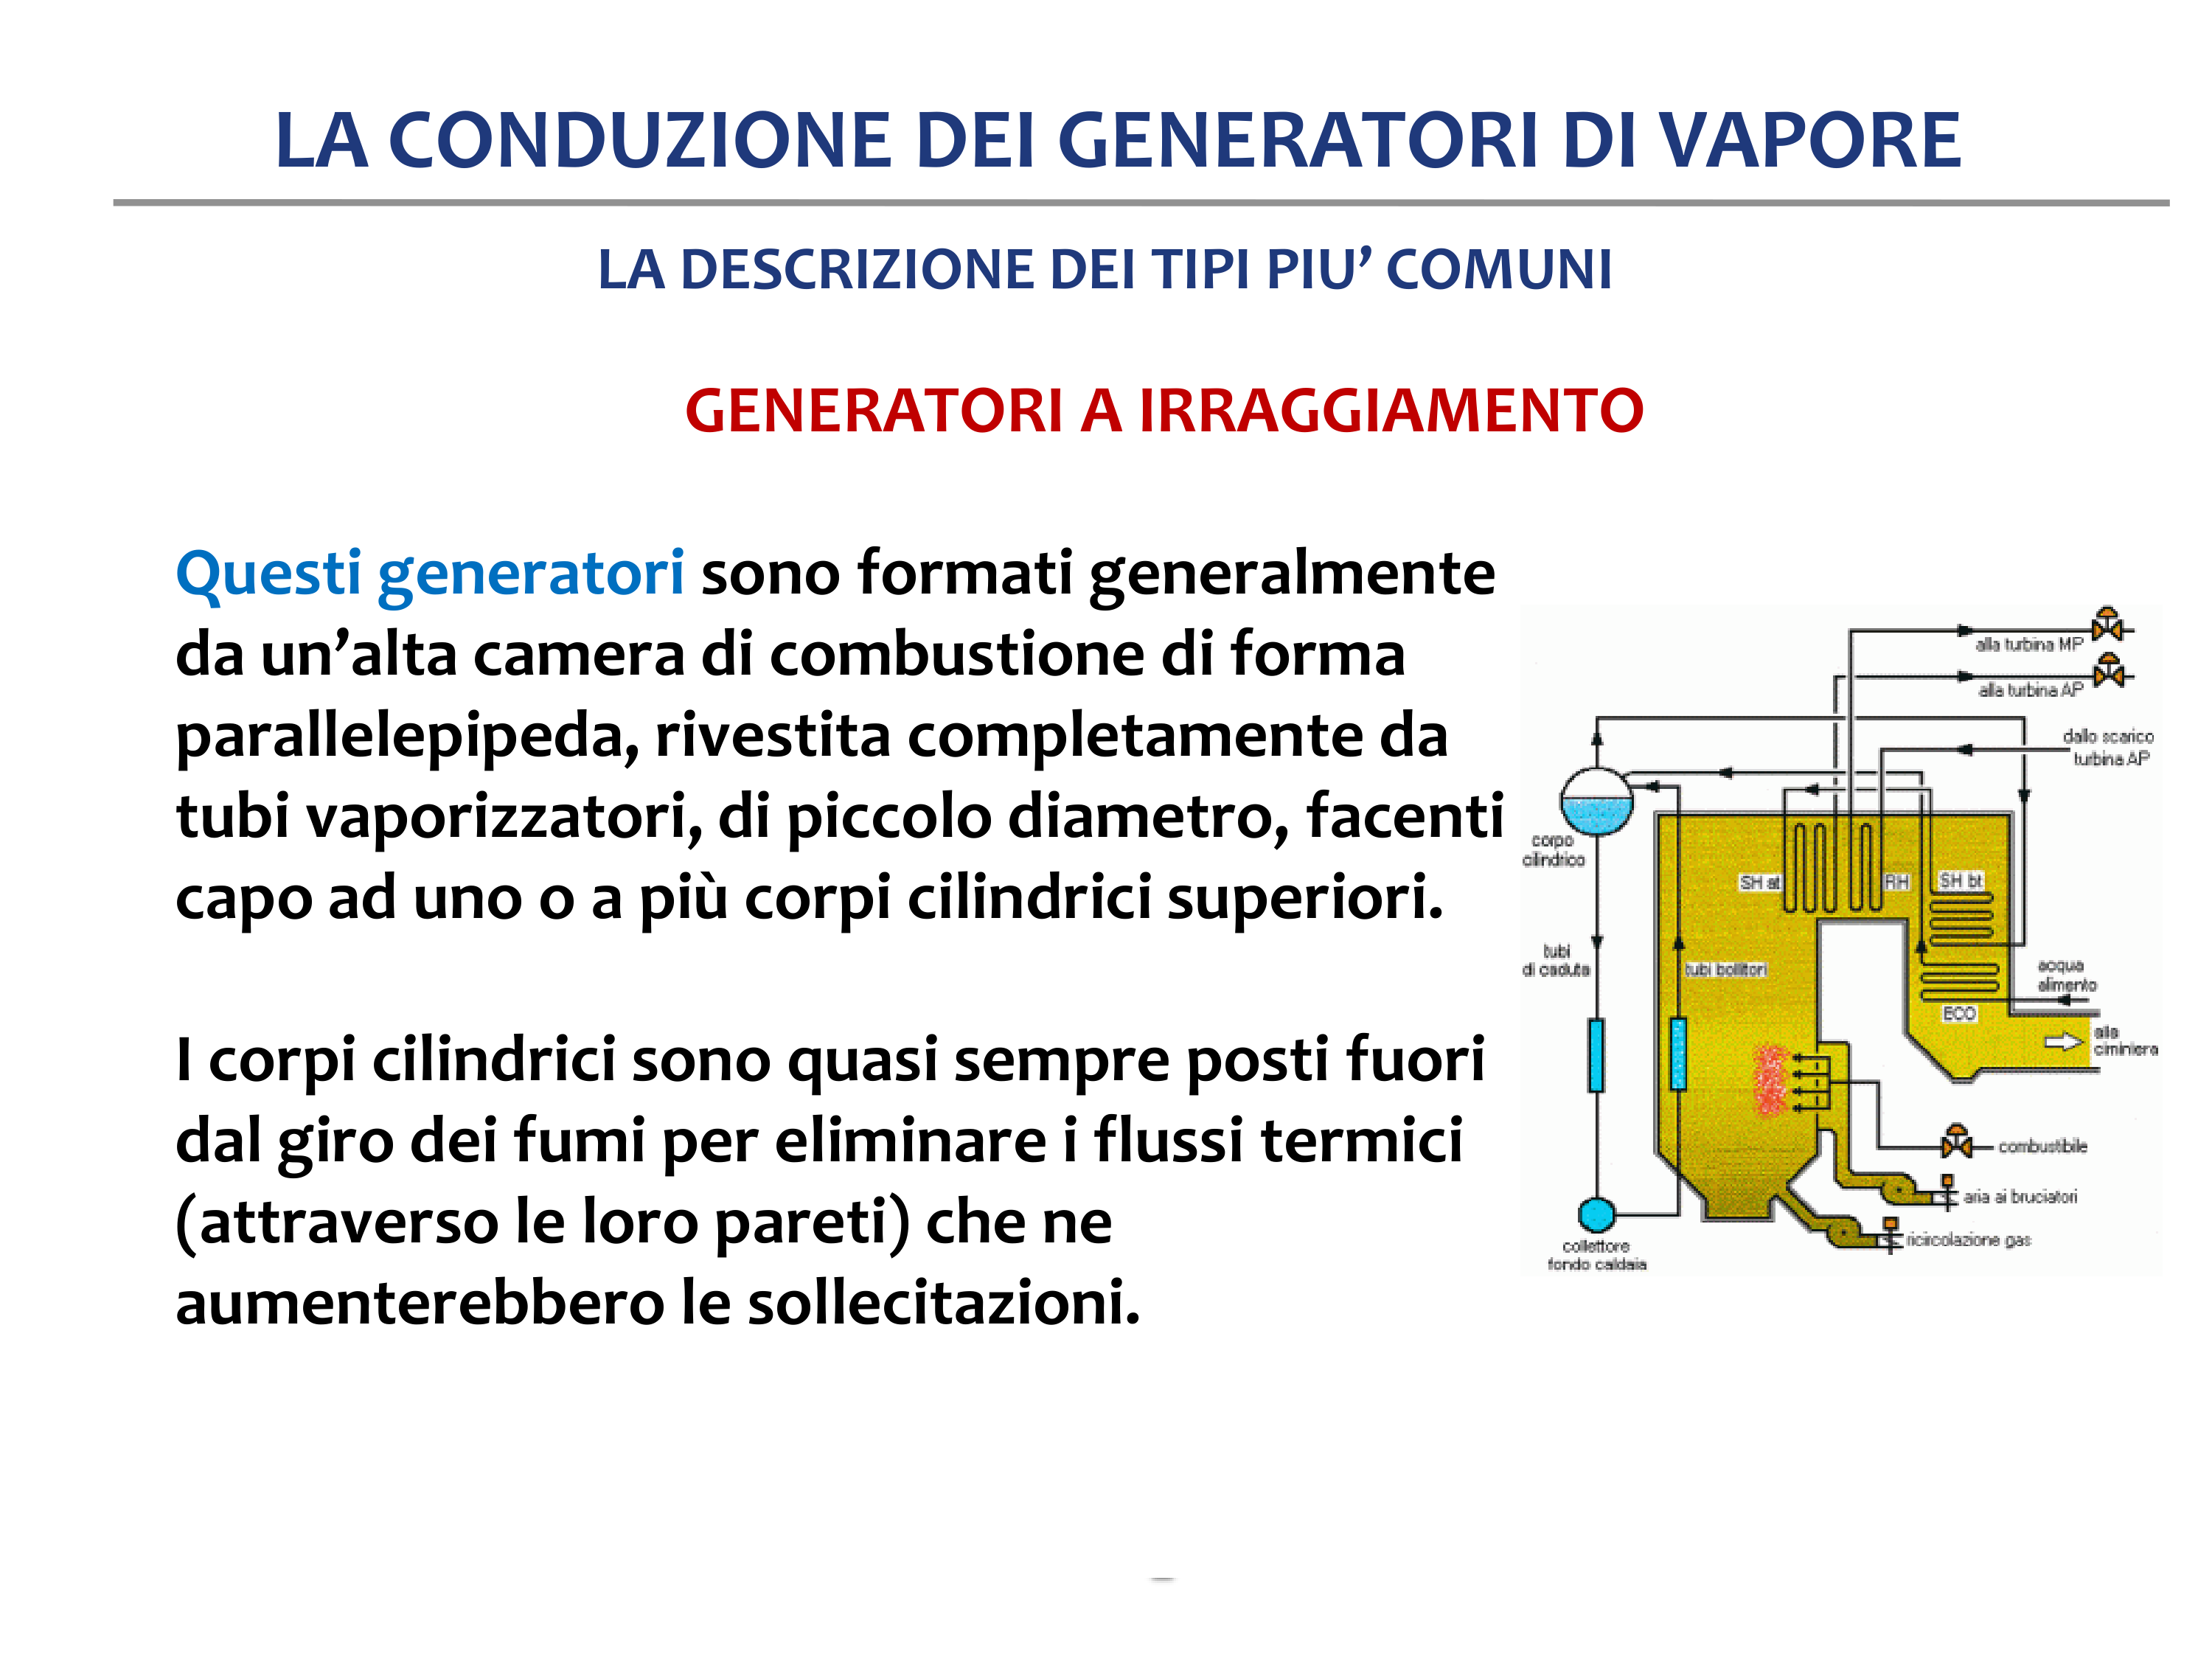 LA CONDUZIONE DEI GENERATORI DI VAPORE
LA DESCRIZIONE DEI TIPI PIU’ COMUNI
GENERATORI A IRRAGGIAMENTO
Questi generatori sono formati generalmente
da un’alta camera di combustione di forma
parallelepipeda, rivestita completamente da
tubi vaporizzatori, di piccolo diametro, facenti
capo ad uno o a più corpi cilindrici superiori.
I corpi cilindrici sono quasi sempre posti fuori
dal giro dei fumi per eliminare i flussi termici
(attraverso le loro pareti) che ne
aumenterebbero le sollecitazioni.
alla turbina MP
alla turbina AP
dallo scarico
turbina AP
corpo
cilindrico
SH at
RH
SH bt
tubi
di caduta
tubi bollitori
acqua
alimento
ECO
alla
ciminiera
combustibile
aria ai bruciatori
ricircolazione gas
collettore
fondo caldaia